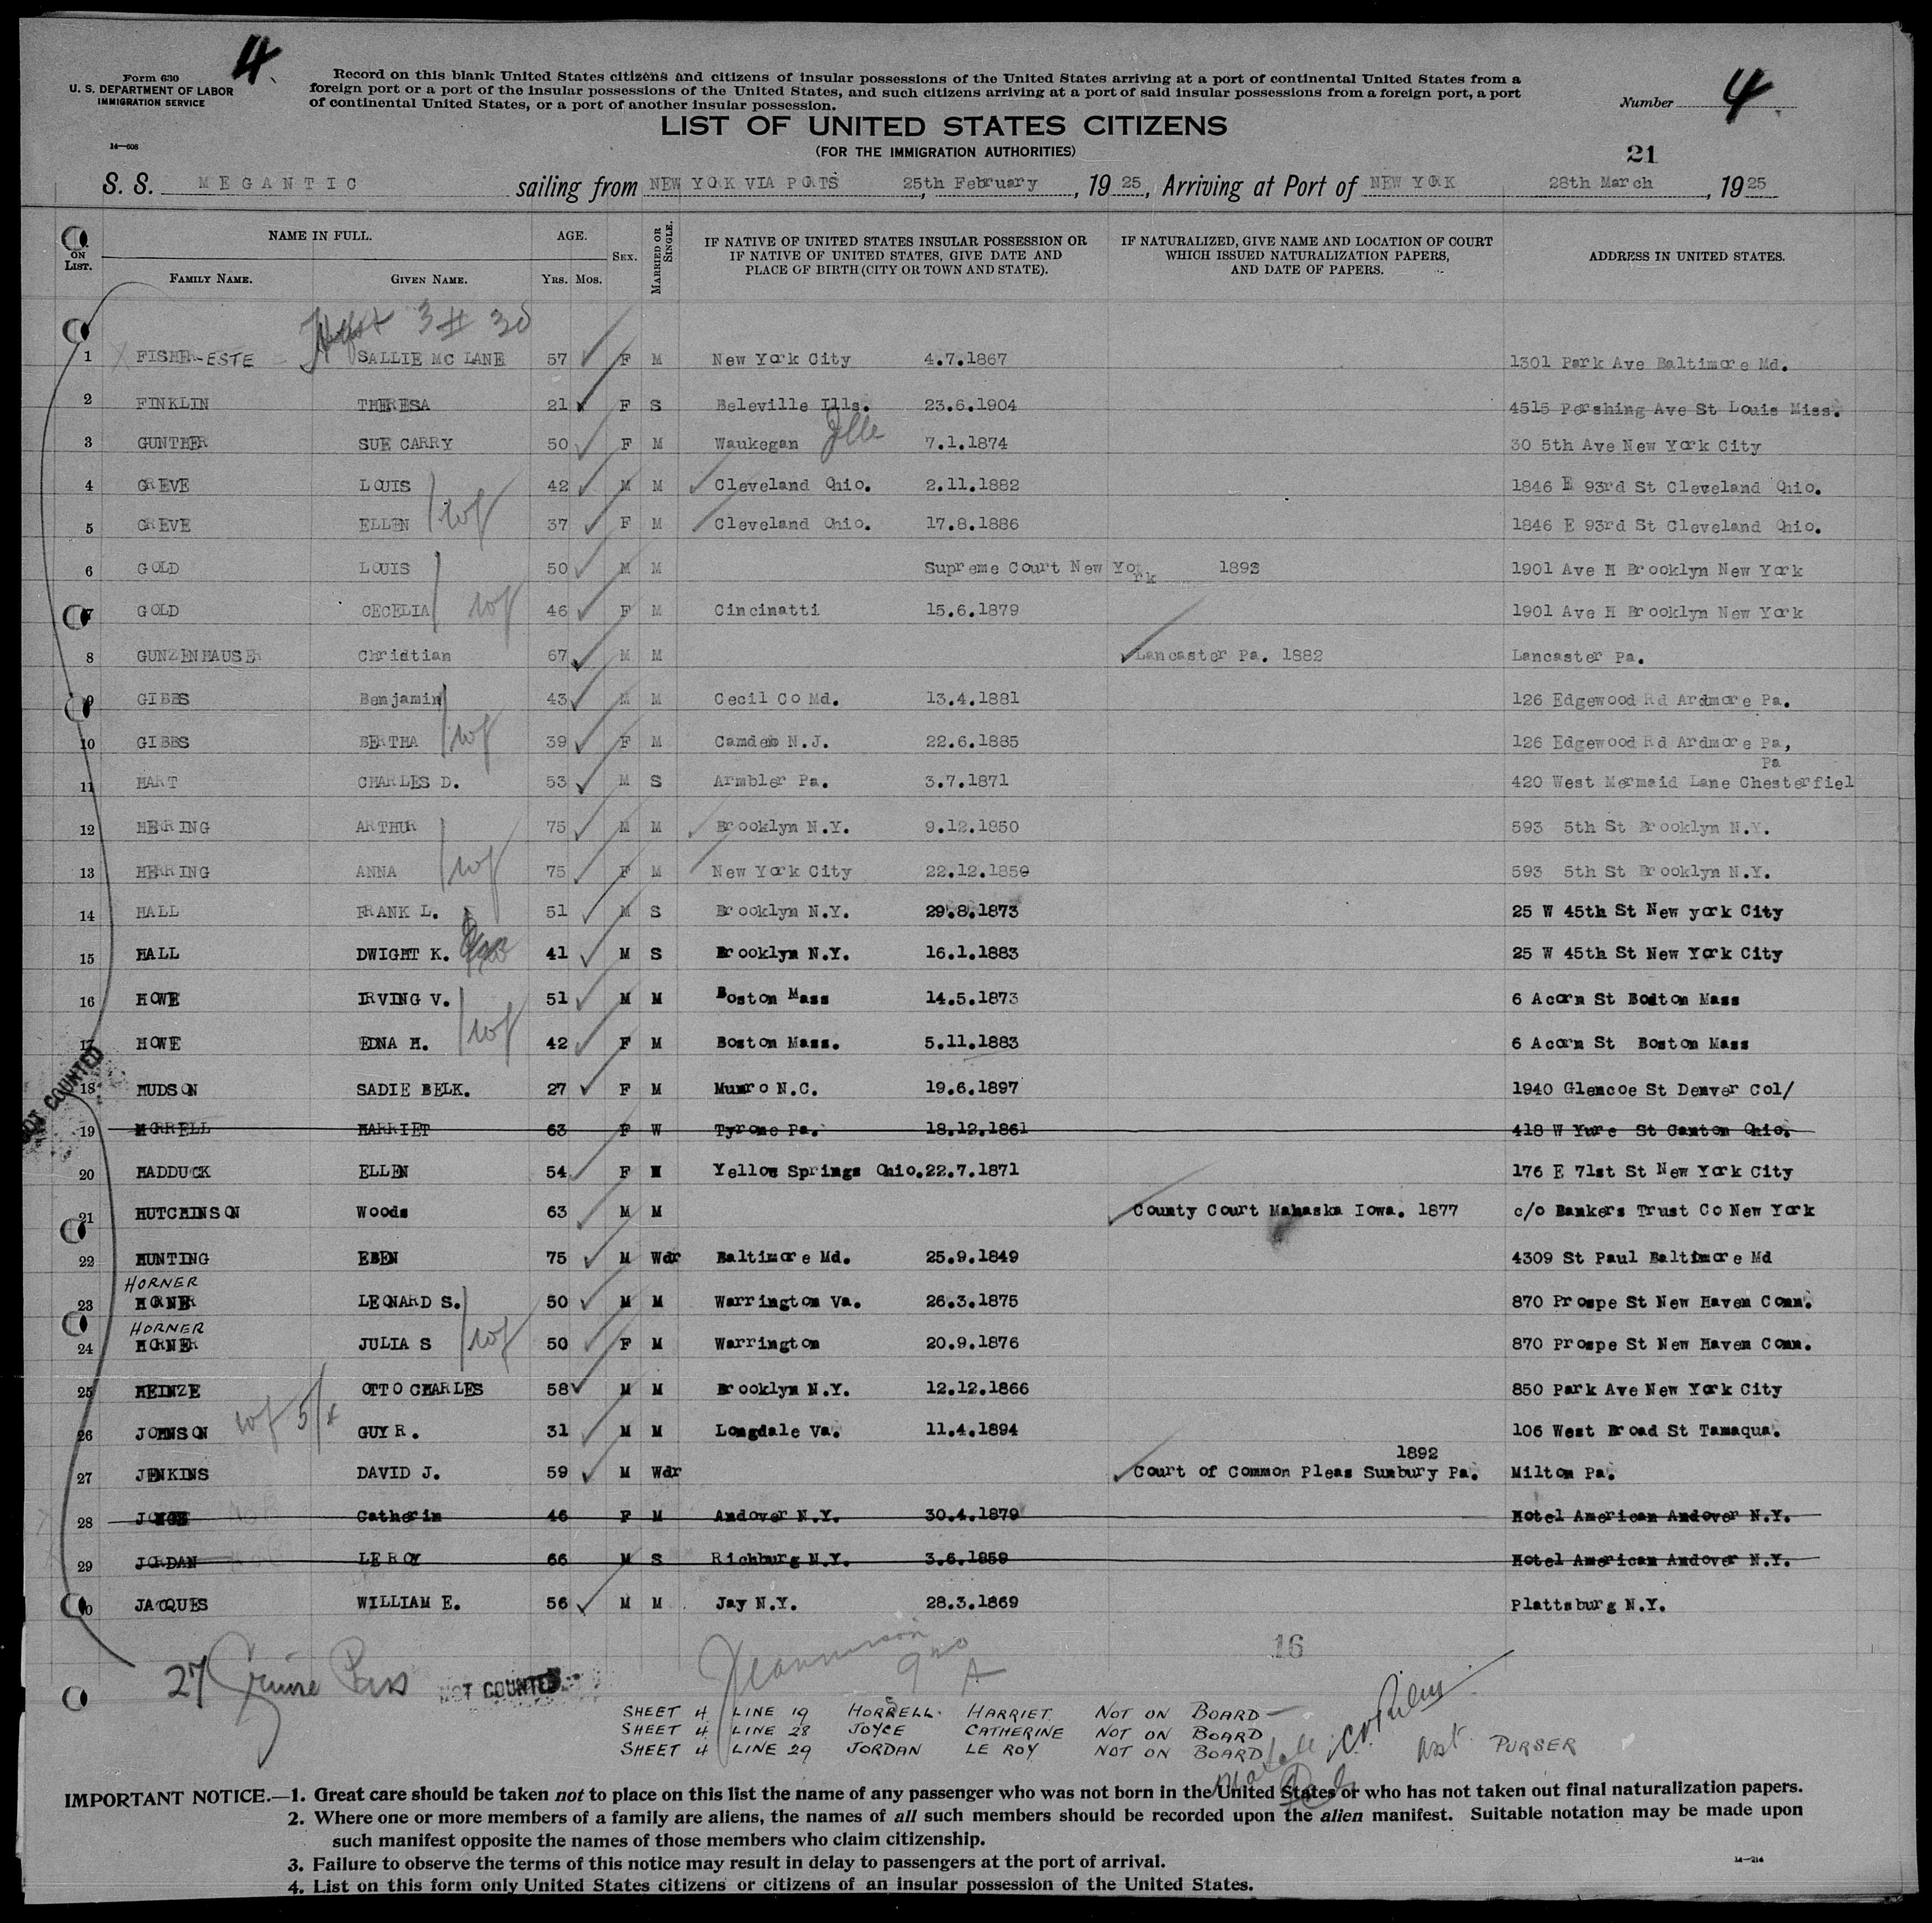 4
Form 630
U. S. DEPARTMENT OF LABOR
IMMIGRATION SERVICE
14—608
Record on this blank United States citizens and citizens of insular possessions of the United States arriving at a port of continental United States from a
foreign port or a port of the insular possessions of the United States, and such citizens arriving at a port of said insular possessions from a foreign port, a port
of continental United States, or a port of another insular possession.
Number 4
LIST OF UNITED STATES CITIZENS
(FOR THE IMMIGRATION AUTHORITIES)
21
S. S. MEGANTIC sailing from NEW YORK VIA PORTS 25th February, 1925, Arriving at Port of NEW YORK 28th March, 1925
ON LIST. NAME IN FULL. FAMILY NAME. GIVEN NAME. AGE. YRS. MOS. SEX. MARRIED OR SINGLE. IF NATIVE OF UNITED STATES INSULAR POSSESSION OR IF NATIVE OF UNITED STATES, GIVE DATE AND PLACE OF BIRTH (CITY OR TOWN AND STATE). IF NATURALIZED, GIVE NAME AND LOCATION OF COURT WHICH ISSUED NATURALIZATION PAPERS, AND DATE OF PAPERS. ADDRESS IN UNITED STATES.
3 # 30
1 FISHER-ESTE SALLIE MC LANE 57 F M New York City 4.7.1867 1301 Park Ave Baltimore Md.
2 FINKLIN THERESA 21 F S Beleville Ills. 23.6.1904 4515 Pershing Ave St Louis Miss.
3 GUNTHER SUE CARRY 50 F M Waukegan Ille 7.1.1874 30 5th Ave New York City
4 GREVE LOUIS 42 M M Cleveland Ohio. 2.11.1882 1846 E 93rd St Cleveland Ohio.
5 GREVE ELLEN wf 37 F M Cleveland Ohio. 17.8.1886 1846 E 93rd St Cleveland Ohio.
6 GOLD LOUIS 50 M M Supreme Court New York 1893 1901 Ave H Brooklyn New York
7 GOLD CECELIA wf 46 F M Cincinatti 15.6.1879 1901 Ave H Brooklyn New York
8 GUNZENHAUSER Chridtian 67 M M Lancaster Pa. 1882 Lancaster Pa.
9 GIBBS Benjamin 43 M M Cecil Co Md. 13.4.1881 126 Edgewood Rd Ardmore Pa.
10 GIBBS BERTHA wf 39 F M Camden N.J. 22.6.1885 126 Edgewood Rd Ardmore Pa,
Pa
11 HART CHARLES D. 53 M S Armbler Pa. 3.7.1871 420 West Mermaid Lane Chesterfiel
12 HERRING ARTHUR 75 M M Brooklyn N.Y. 9.12.1850 593 5th St Brooklyn N.Y.
13 HERRING ANNA wf 75 F M New York City 22.12.1850 593 5th St Brooklyn N.Y.
14 HALL FRANK L. 51 M S Brooklyn N.Y. 29.8.1873 25 W 45th St New york City
15 HALL DWIGHT K. 41 M S Brooklyn N.Y. 16.1.1883 25 W 45th St New York City
16 HOWE IRVING V. 51 M M Boston Mass 14.5.1873 6 Acorn St Bodton Mass
17 HOWE EDNA H. wf 42 F M Boston Mass. 5.11.1883 6 Acorn St Boston Mass
NOT COUNTED
18 HUDSON SADIE BELK. 27 F M Munro N.C. 19.6.1897 1940 Glencoe St Denver Col/
19 MORRELL HARRIET 63 F W Tyrone Pa. 18.12.1861 418 W Yure St Canton Ohio.
20 HADDUCK ELLEN 54 F M Yellow Springs Ohio. 22.7.1871 176 E 71st St New York City
21 HUTCHINSON Woods 63 M M County Court Mahaska Iowa. 1877 c/o Bankers Trust Co New York
22 HUNTING EBEN 75 M Wdr Baltimore Md. 25.9.1849 4309 St Paul Baltimore Md
HORNER
23 HORNER LEONARD S. 50 M M Warrington Va. 26.3.1875 870 Prospe St New Haven Conn.
HORNER
24 HORNER JULIA S wf 50 F M Warrington 20.9.1876 870 Prospe St New Haven Conn.
25 HEINZE OTTO CHARLES 58 M M Brooklyn N.Y. 12.12.1866 850 Park Ave New York City
wf 5/
26 JOHNSON GUY R. 31 M M Longdale Va. 11.4.1894 106 West Broad St Tamaqua.
1892
27 JENKINS DAVID J. 59 M Wdr Court of Common Pleas Sunbury Pa. Milton Pa.
28 JOYCE Catherin 46 F M Andover N.Y. 30.4.1879 Hotel American Andover N.Y.
29 JORDAN LEROY 66 M S Richburg N.Y. 3.6.1859 Hotel American Andover N.Y.
30 JACQUES WILLIAM E. 56 M M Jay N.Y. 28.3.1869 Plattsburg N.Y.
16
27
NOT COUNTED
SHEET 4 LINE 19 HORRELL. HARRIET NOT ON BOARD
SHEET 4 LINE 28 JOYCE CATHERINE NOT ON BOARD
SHEET 4 LINE 29 JORDAN LE ROY NOT ON BOARD
asst. PURSER
IMPORTANT NOTICE.—1. Great care should be taken not to place on this list the name of any passenger who was not born in the United States or who has not taken out final naturalization papers.
2. Where one or more members of a family are aliens, the names of all such members should be recorded upon the alien manifest. Suitable notation may be made upon
such manifest opposite the names of those members who claim citizenship.
3. Failure to observe the terms of this notice may result in delay to passengers at the port of arrival.
14—214
4. List on this form only United States citizens or citizens of an insular possession of the United States.